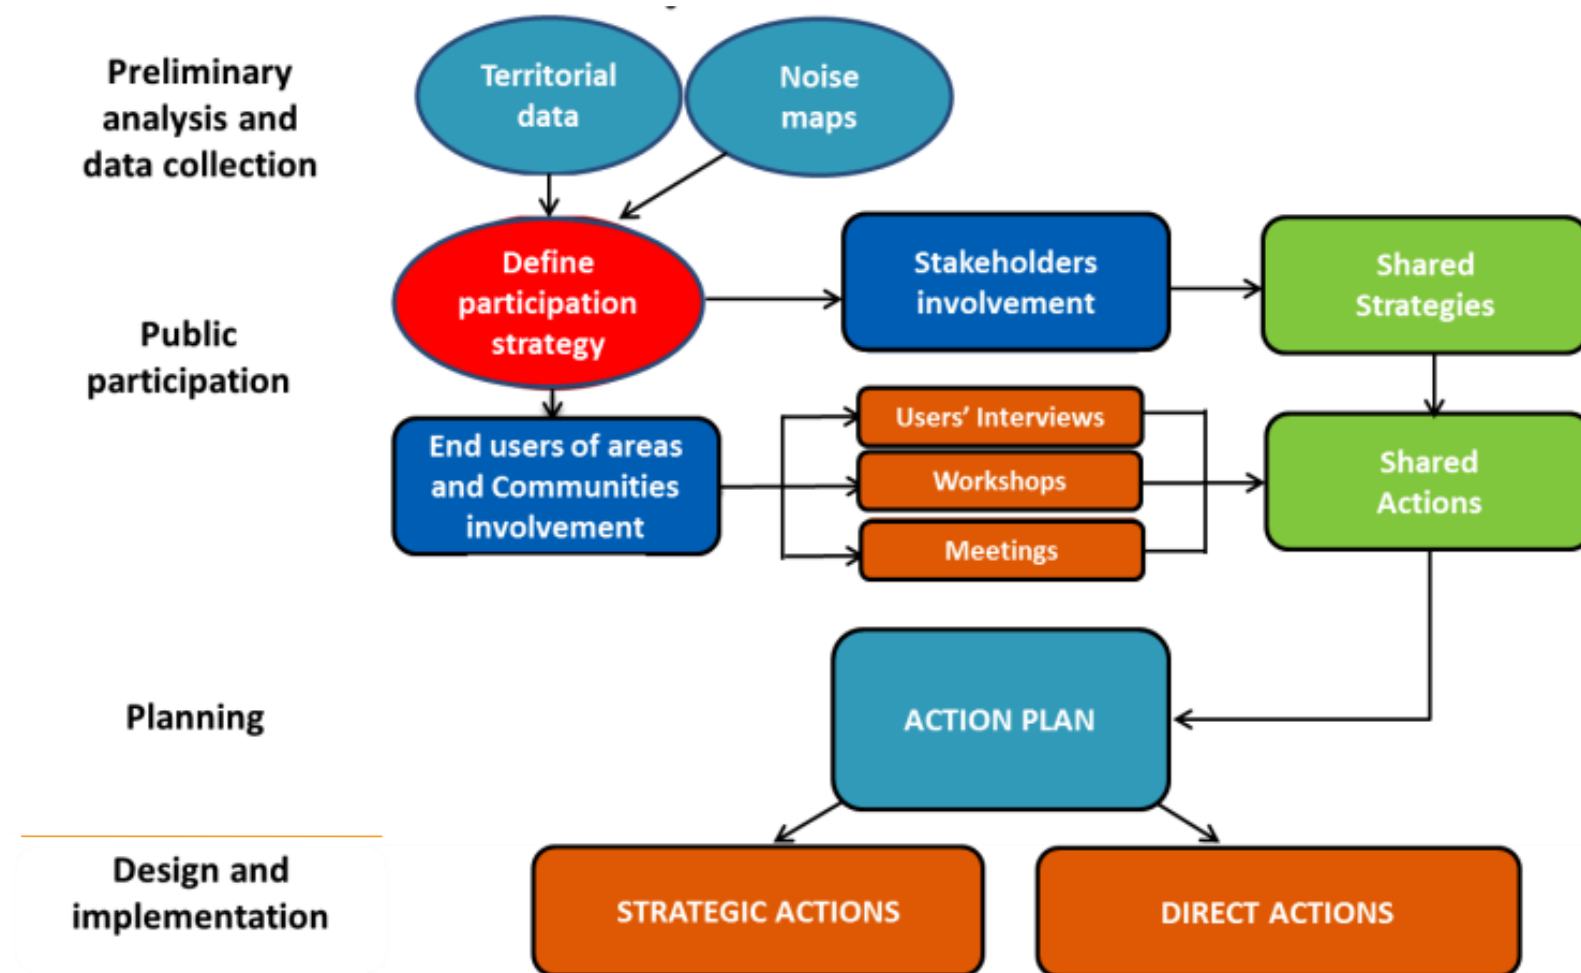 Preliminary
analysis and
data collection
Territorial
data
Noise
maps
Public
participation
Define
participation
strategy
Stakeholders
involvement
Shared
Strategies
End users of areas
and Communities
involvement
Users' Interviews
Workshops
Meetings
Shared
Actions
Planning
ACTION PLAN
Design and
implementation
STRATEGIC ACTIONS
DIRECT ACTIONS